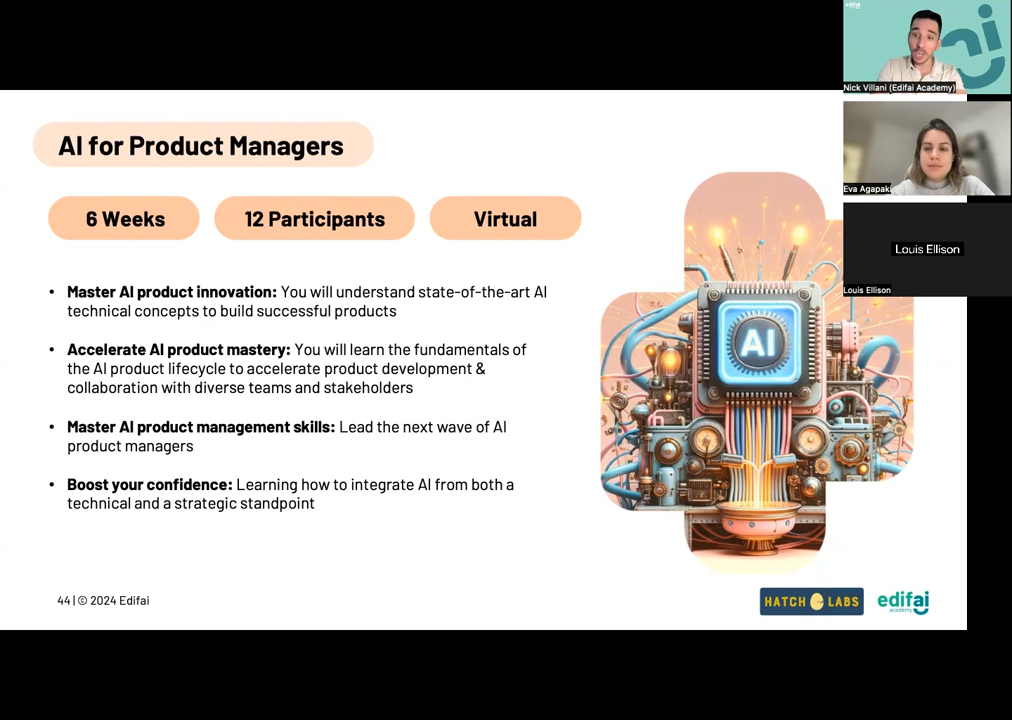 AI for Product Managers
6 Weeks
12 Participants
Virtual
• Master AI product innovation: You will understand state-of-the-art AI
technical concepts to build successful products
• Accelerate AI product mastery: You will learn the fundamentals of
the AI product lifecycle to accelerate product development &
collaboration with diverse teams and stakeholders
• Master AI product management skills: Lead the next wave of AI
product managers
• Boost your confidence: Learning how to integrate AI from both a
technical and a strategic standpoint
AI
44 | © 2024 Edifai
HATCH LABS
edifai
academy
edifai
ai
Nick Villani (Edifai Academy)
Eva Agapaki
Louis Ellison
Louis Ellison